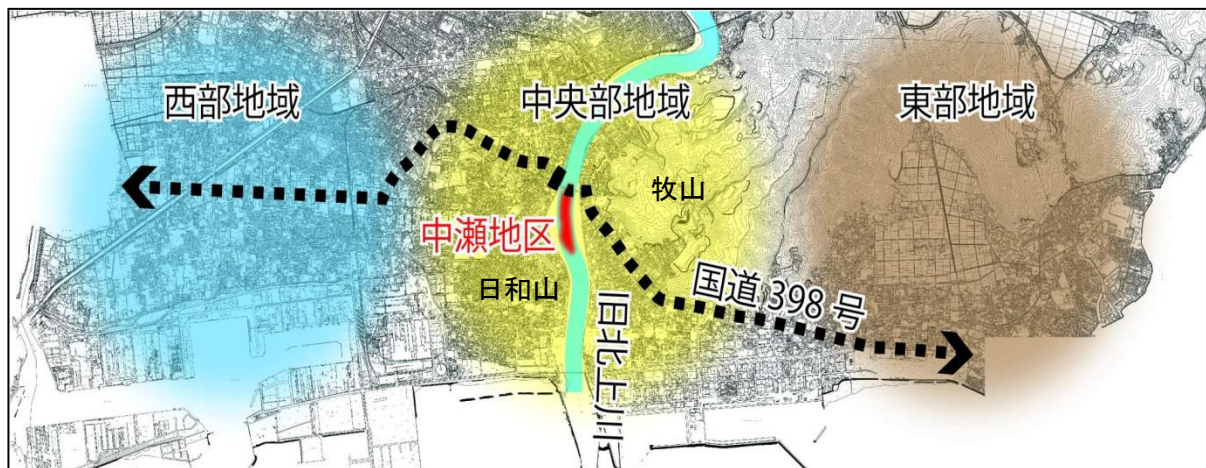 西部地域
中央部地域
東部地域
牧山
中瀬地区
日和山
国道 398 号
旧北上川